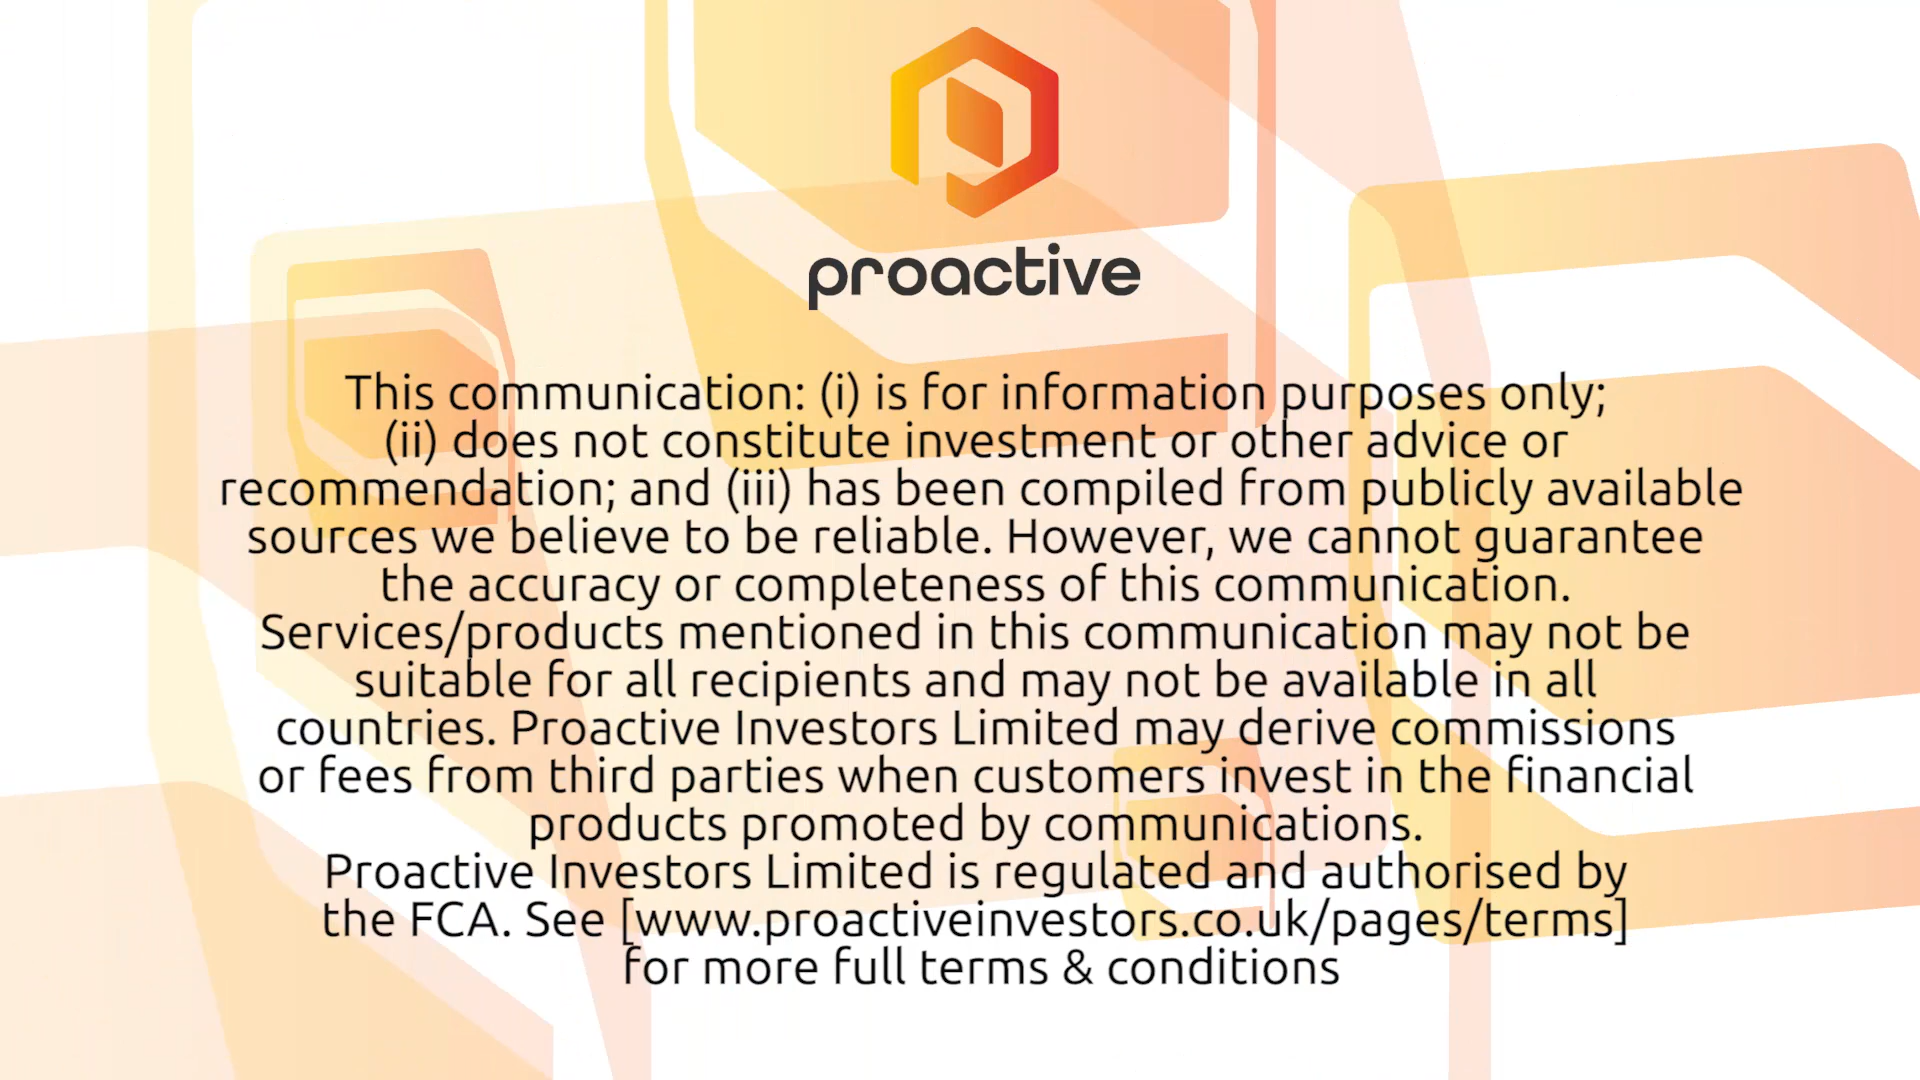 proactive
This communication: (i) is for information purposes only;
(ii) does not constitute investment or other advice or
recommendation; and (iii) has been compiled from publicly available
sources we believe to be reliable. However, we cannot guarantee
the accuracy or completeness of this communication.
Services/products mentioned in this communication may not be
suitable for all recipients and may not be available in all
countries. Proactive Investors Limited may derive commissions
or fees from third parties when customers invest in the financial
products promoted by communications.
Proactive Investors Limited is regulated and authorised by
the FCA. See [www.proactiveinvestors.co.uk/pages/terms]
for more full terms & conditions